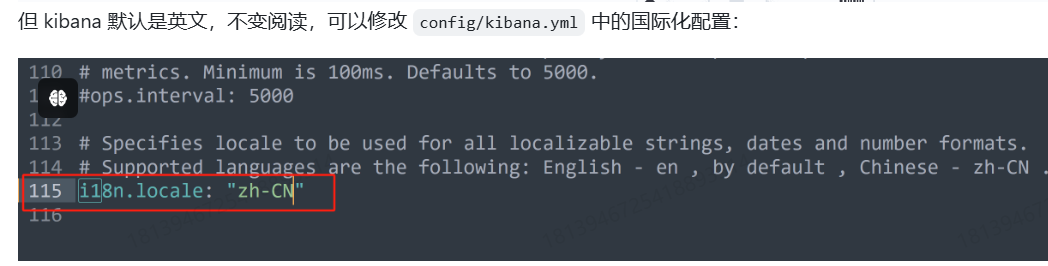 但 kibana 默认是英文，不变阅读，可以修改 config/kibana.yml 中的国际化配置：
110 # metrics. Minimum is 100ms. Defaults to 5000.
#ops.interval: 5000
112
113 # Specifies locale to be used for all localizable strings, dates and number formats.
114 # Supported languages are the following: English - en , by default , Chinese - zh-CN .
115 i18n.locale: "zh-CN"
116